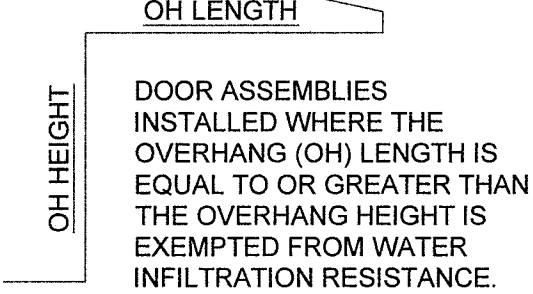 OH LENGTH
OH HEIGHT
DOOR ASSEMBLIES
INSTALLED WHERE THE
OVERHANG (OH) LENGTH IS
EQUAL TO OR GREATER THAN
THE OVERHANG HEIGHT IS
EXEMPTED FROM WATER
INFILTRATION RESISTANCE.